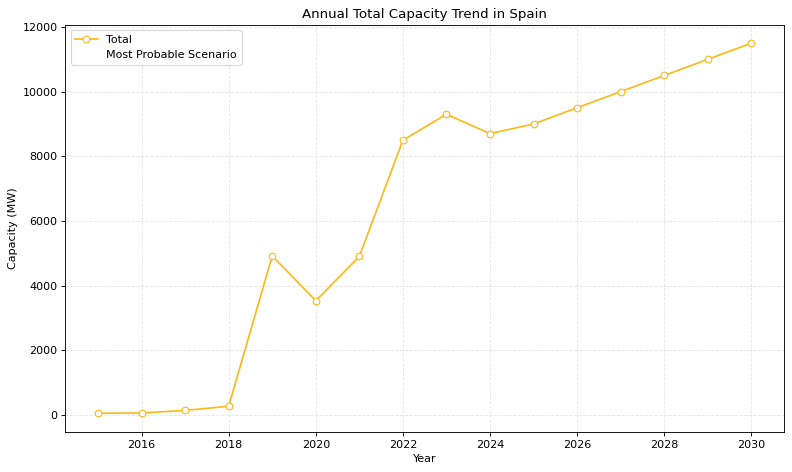 Annual Total Capacity Trend in Spain
Total
Most Probable Scenario
12000
10000
8000
6000
4000
2000
0
Capacity (MW)
2016 2018 2020 2022 2024 2026 2028 2030
Year